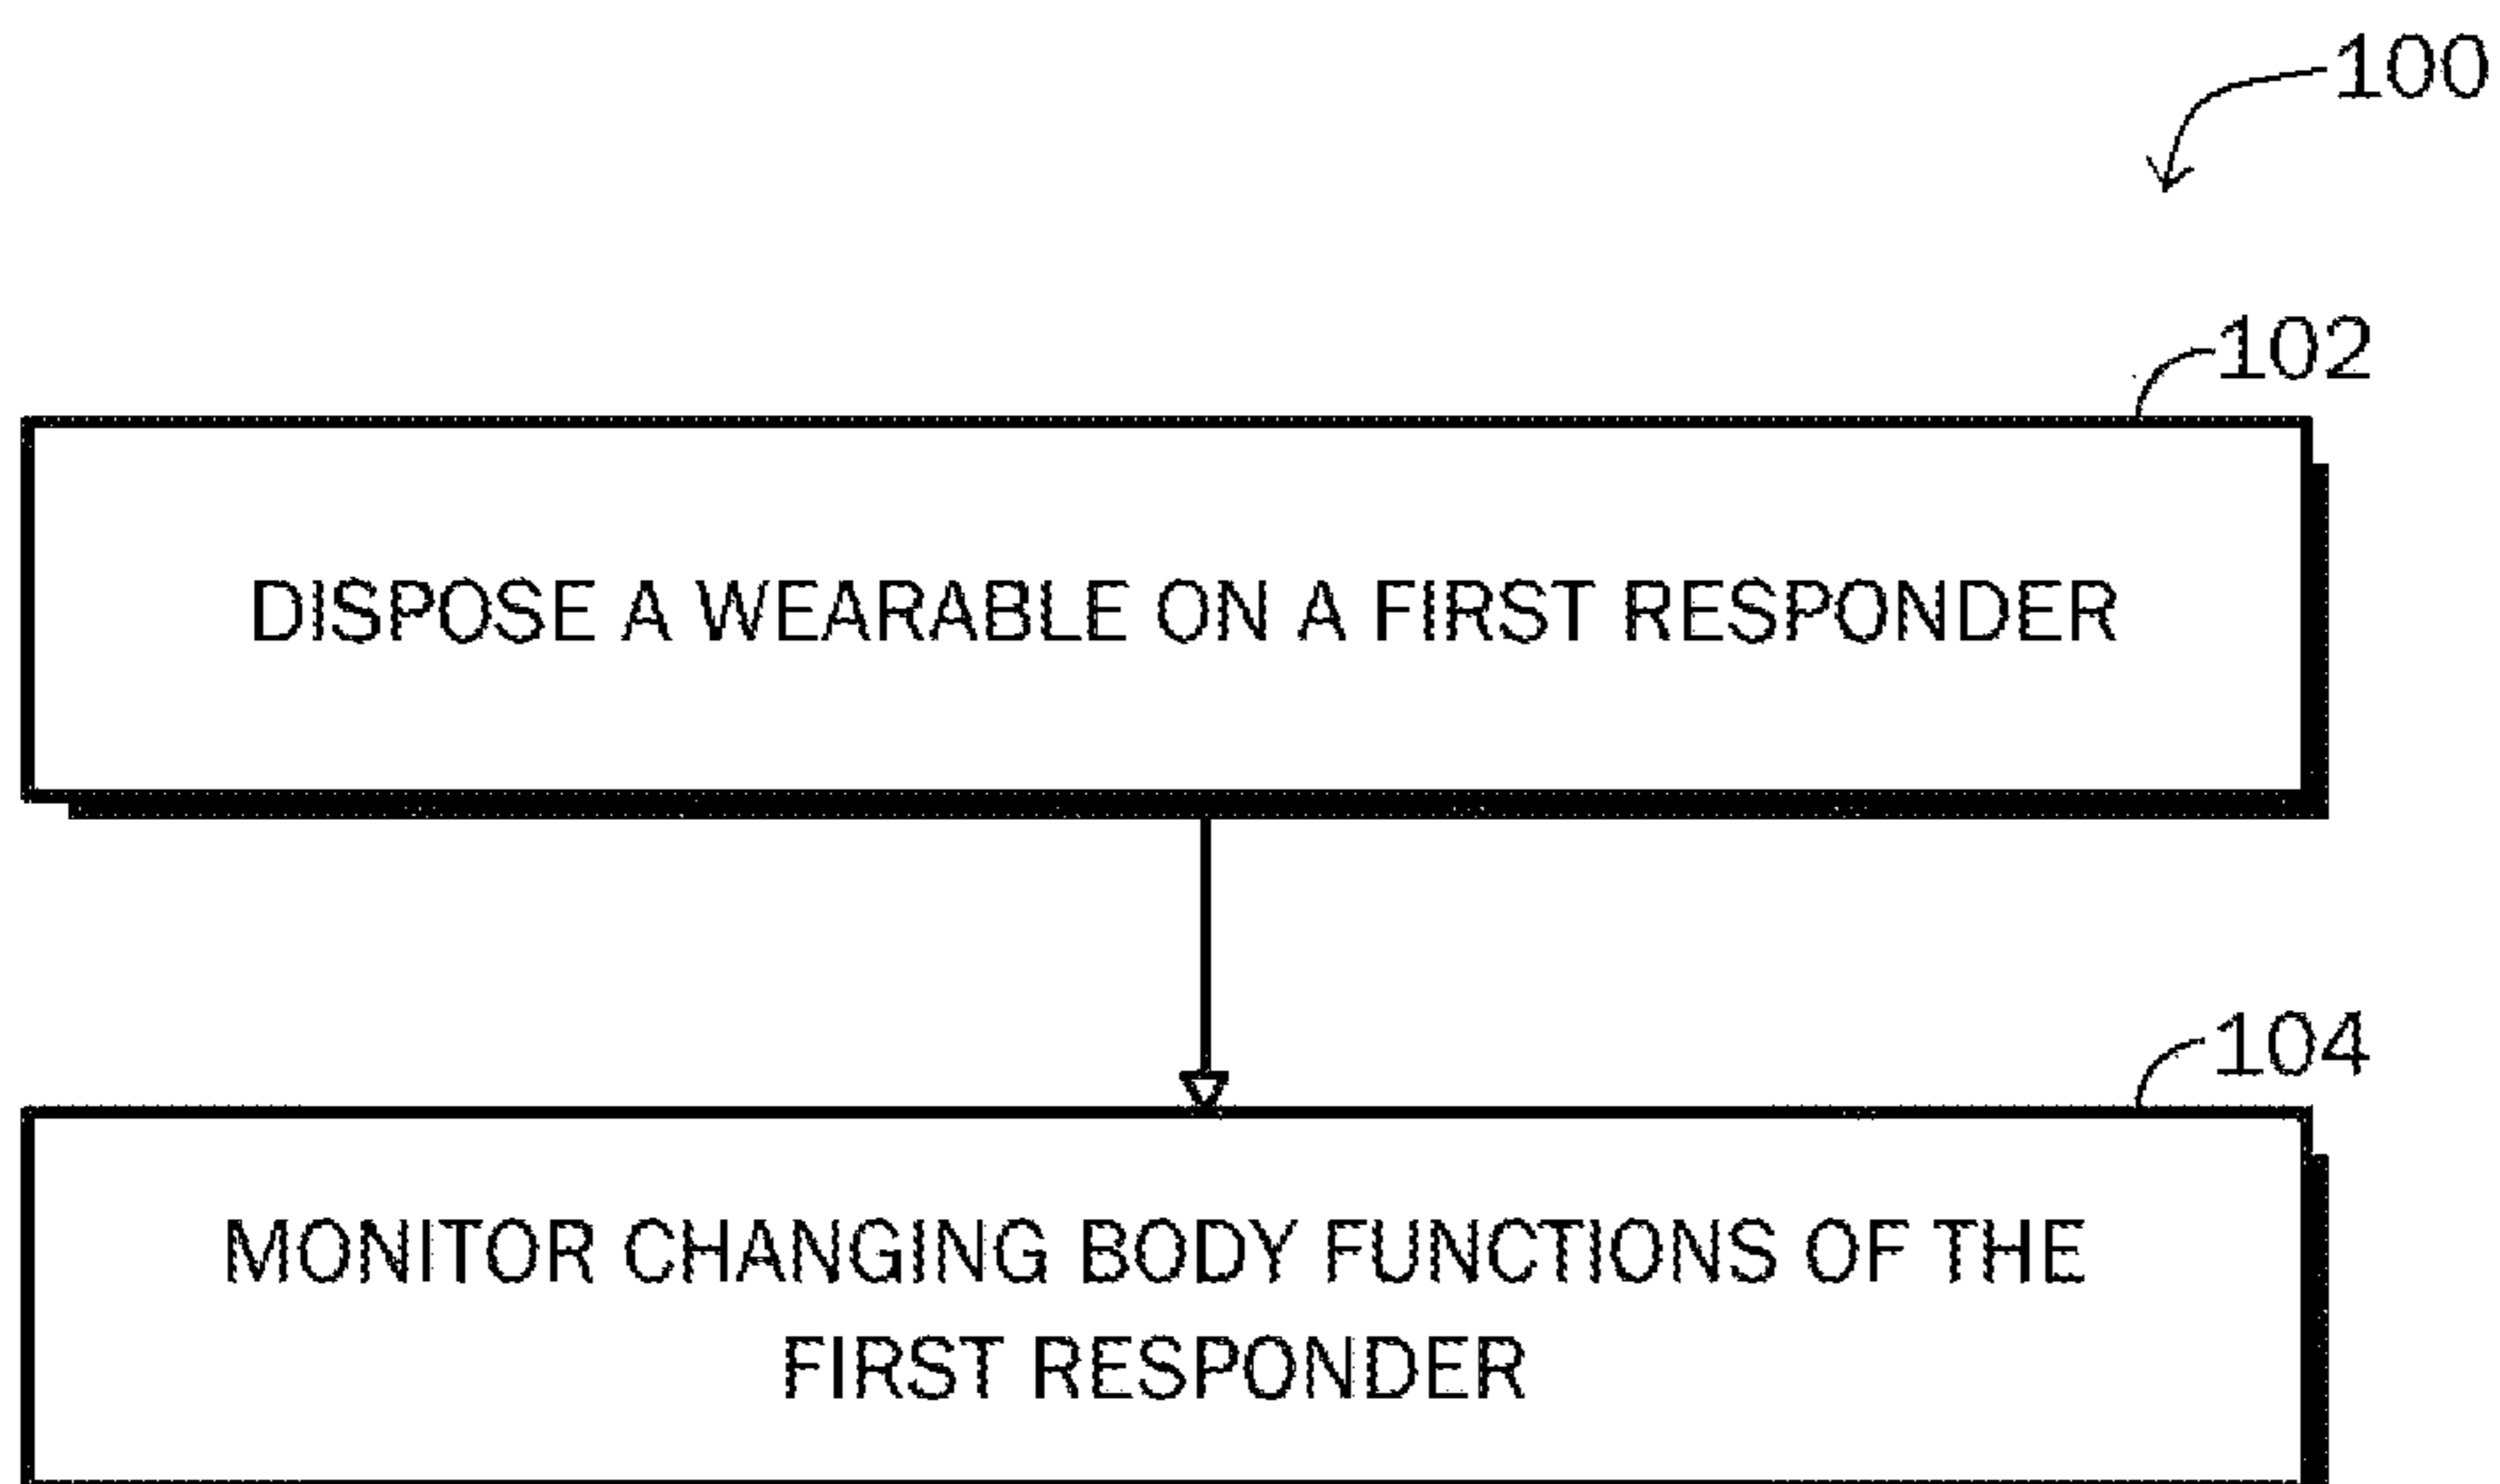 100
102
DISPOSE A WEARABLE ON A FIRST RESPONDER
104
MONITOR CHANGING BODY FUNCTIONS OF THE
FIRST RESPONDER